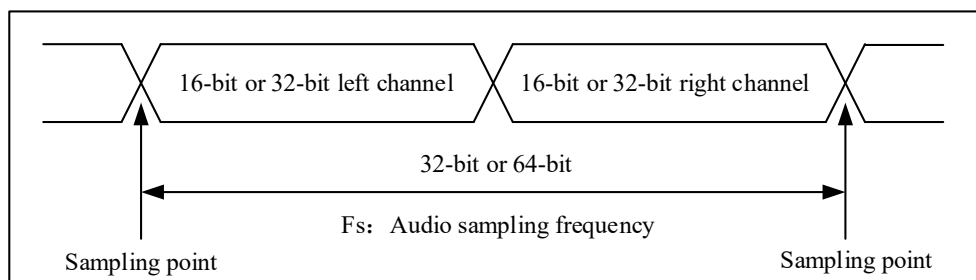 16-bit or 32-bit left channel 16-bit or 32-bit right channel
32-bit or 64-bit
Fs：Audio sampling frequency
Sampling point Sampling point